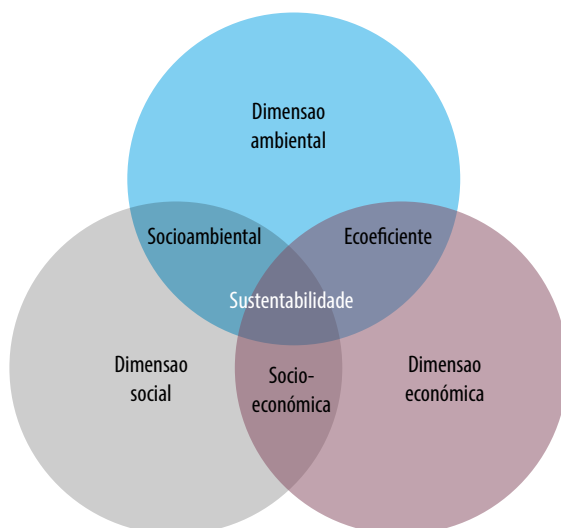 Dimensao
ambiental
Socioambiental
Ecoeficiente
Sustentabilidade
Dimensao
social
Socio-
económica
Dimensao
económica